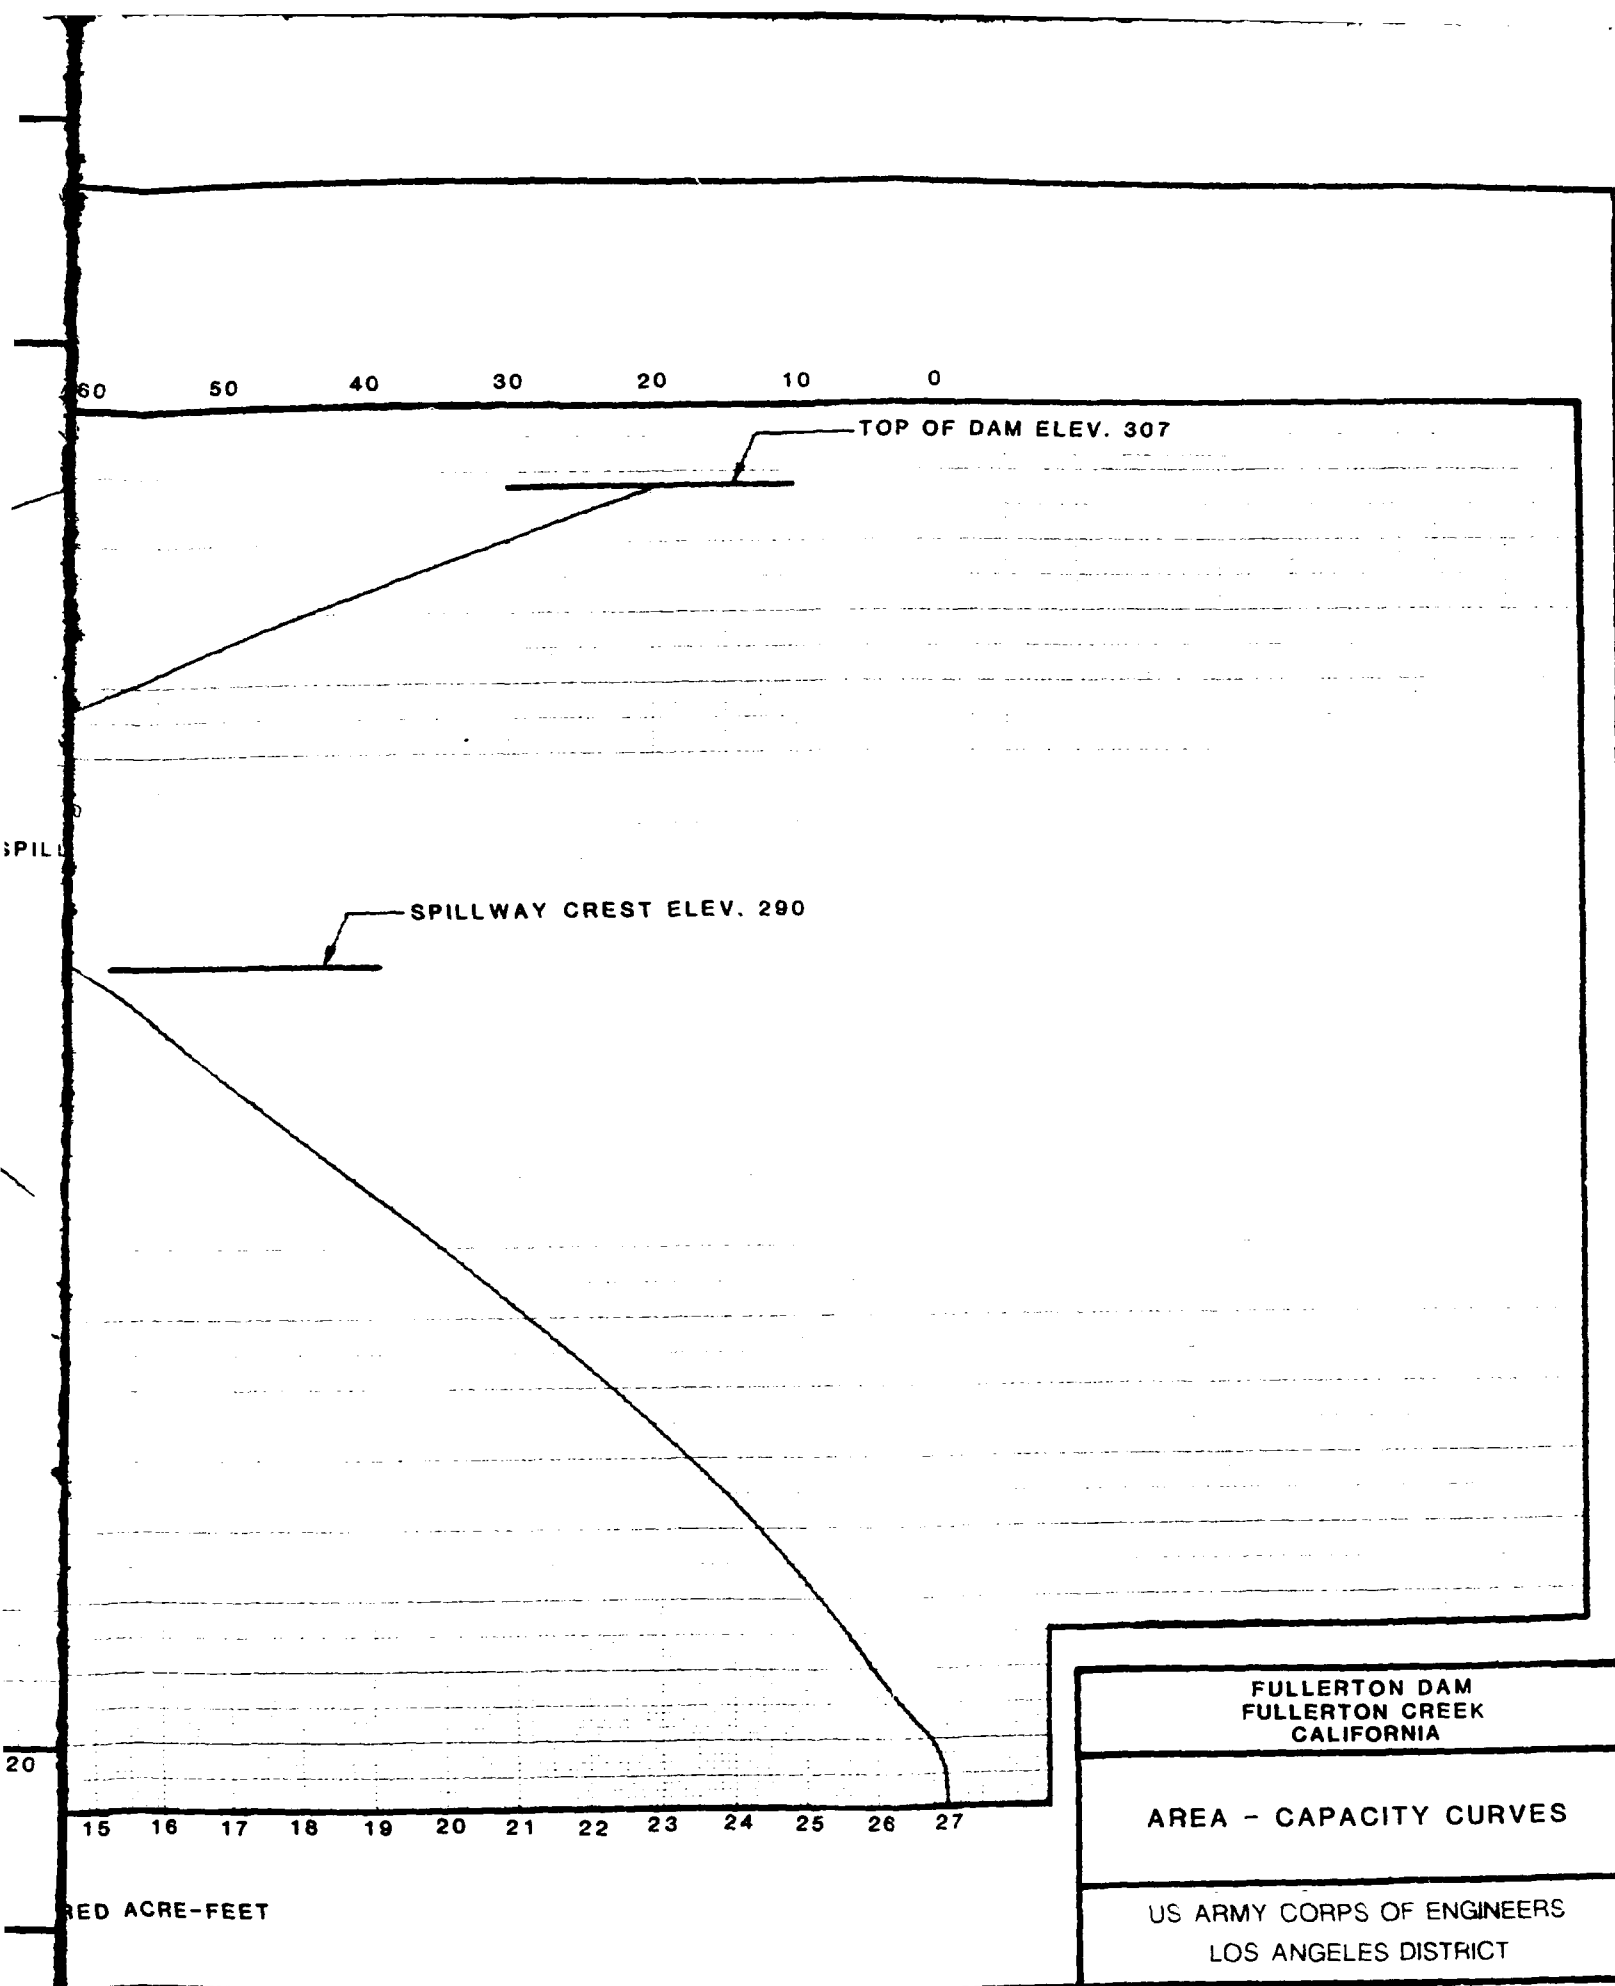 60 50 40 30 20 10 0
TOP OF DAM ELEV. 307
SPILL
SPILLWAY CREST ELEV. 290
20
15 16 17 18 19 20 21 22 23 24 25 26 27
RED ACRE-FEET
FULLERTON DAM
FULLERTON CREEK
CALIFORNIA
AREA - CAPACITY CURVES
US ARMY CORPS OF ENGINEERS
LOS ANGELES DISTRICT